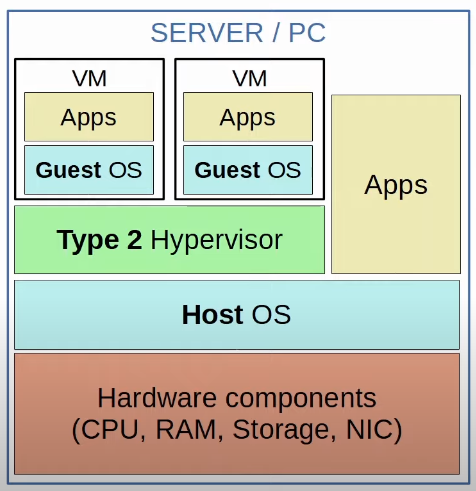 SERVER / PC
VM
Apps
Guest OS
VM
Apps
Guest OS
Apps
Type 2 Hypervisor
Host OS
Hardware components
(CPU, RAM, Storage, NIC)